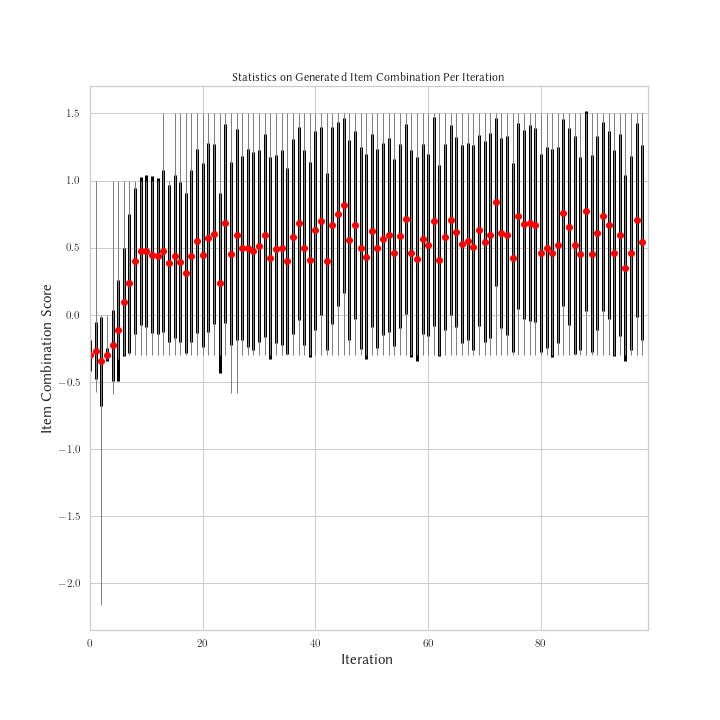 Statistics on Generated Item Combination Per Iteration
1.5
1.0
0.5
0.0
−0.5
−1.0
−1.5
−2.0
Item Combination Score
0 20 40 60 80
Iteration